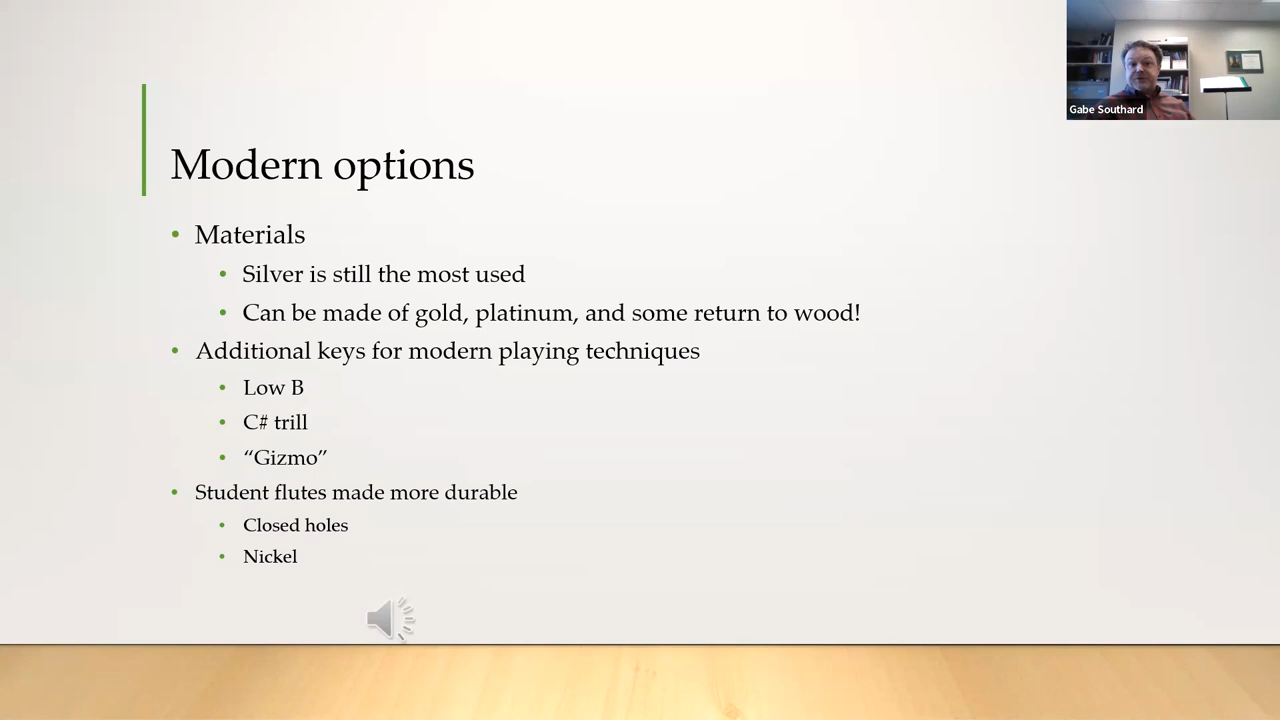 Gabe Southard
Modern options
• Materials
• Silver is still the most used
• Can be made of gold, platinum, and some return to wood!
• Additional keys for modern playing techniques
• Low B
• C# trill
• “Gizmo”
• Student flutes made more durable
• Closed holes
• Nickel